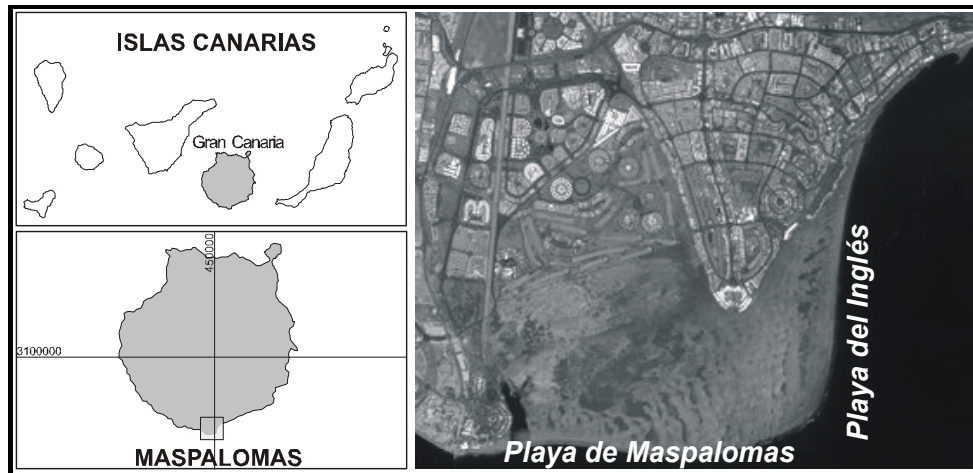 ISLAS CANARIAS
Gran Canaria
450000
3100000
MASPALOMAS
Playa del Inglés
Playa de Maspalomas